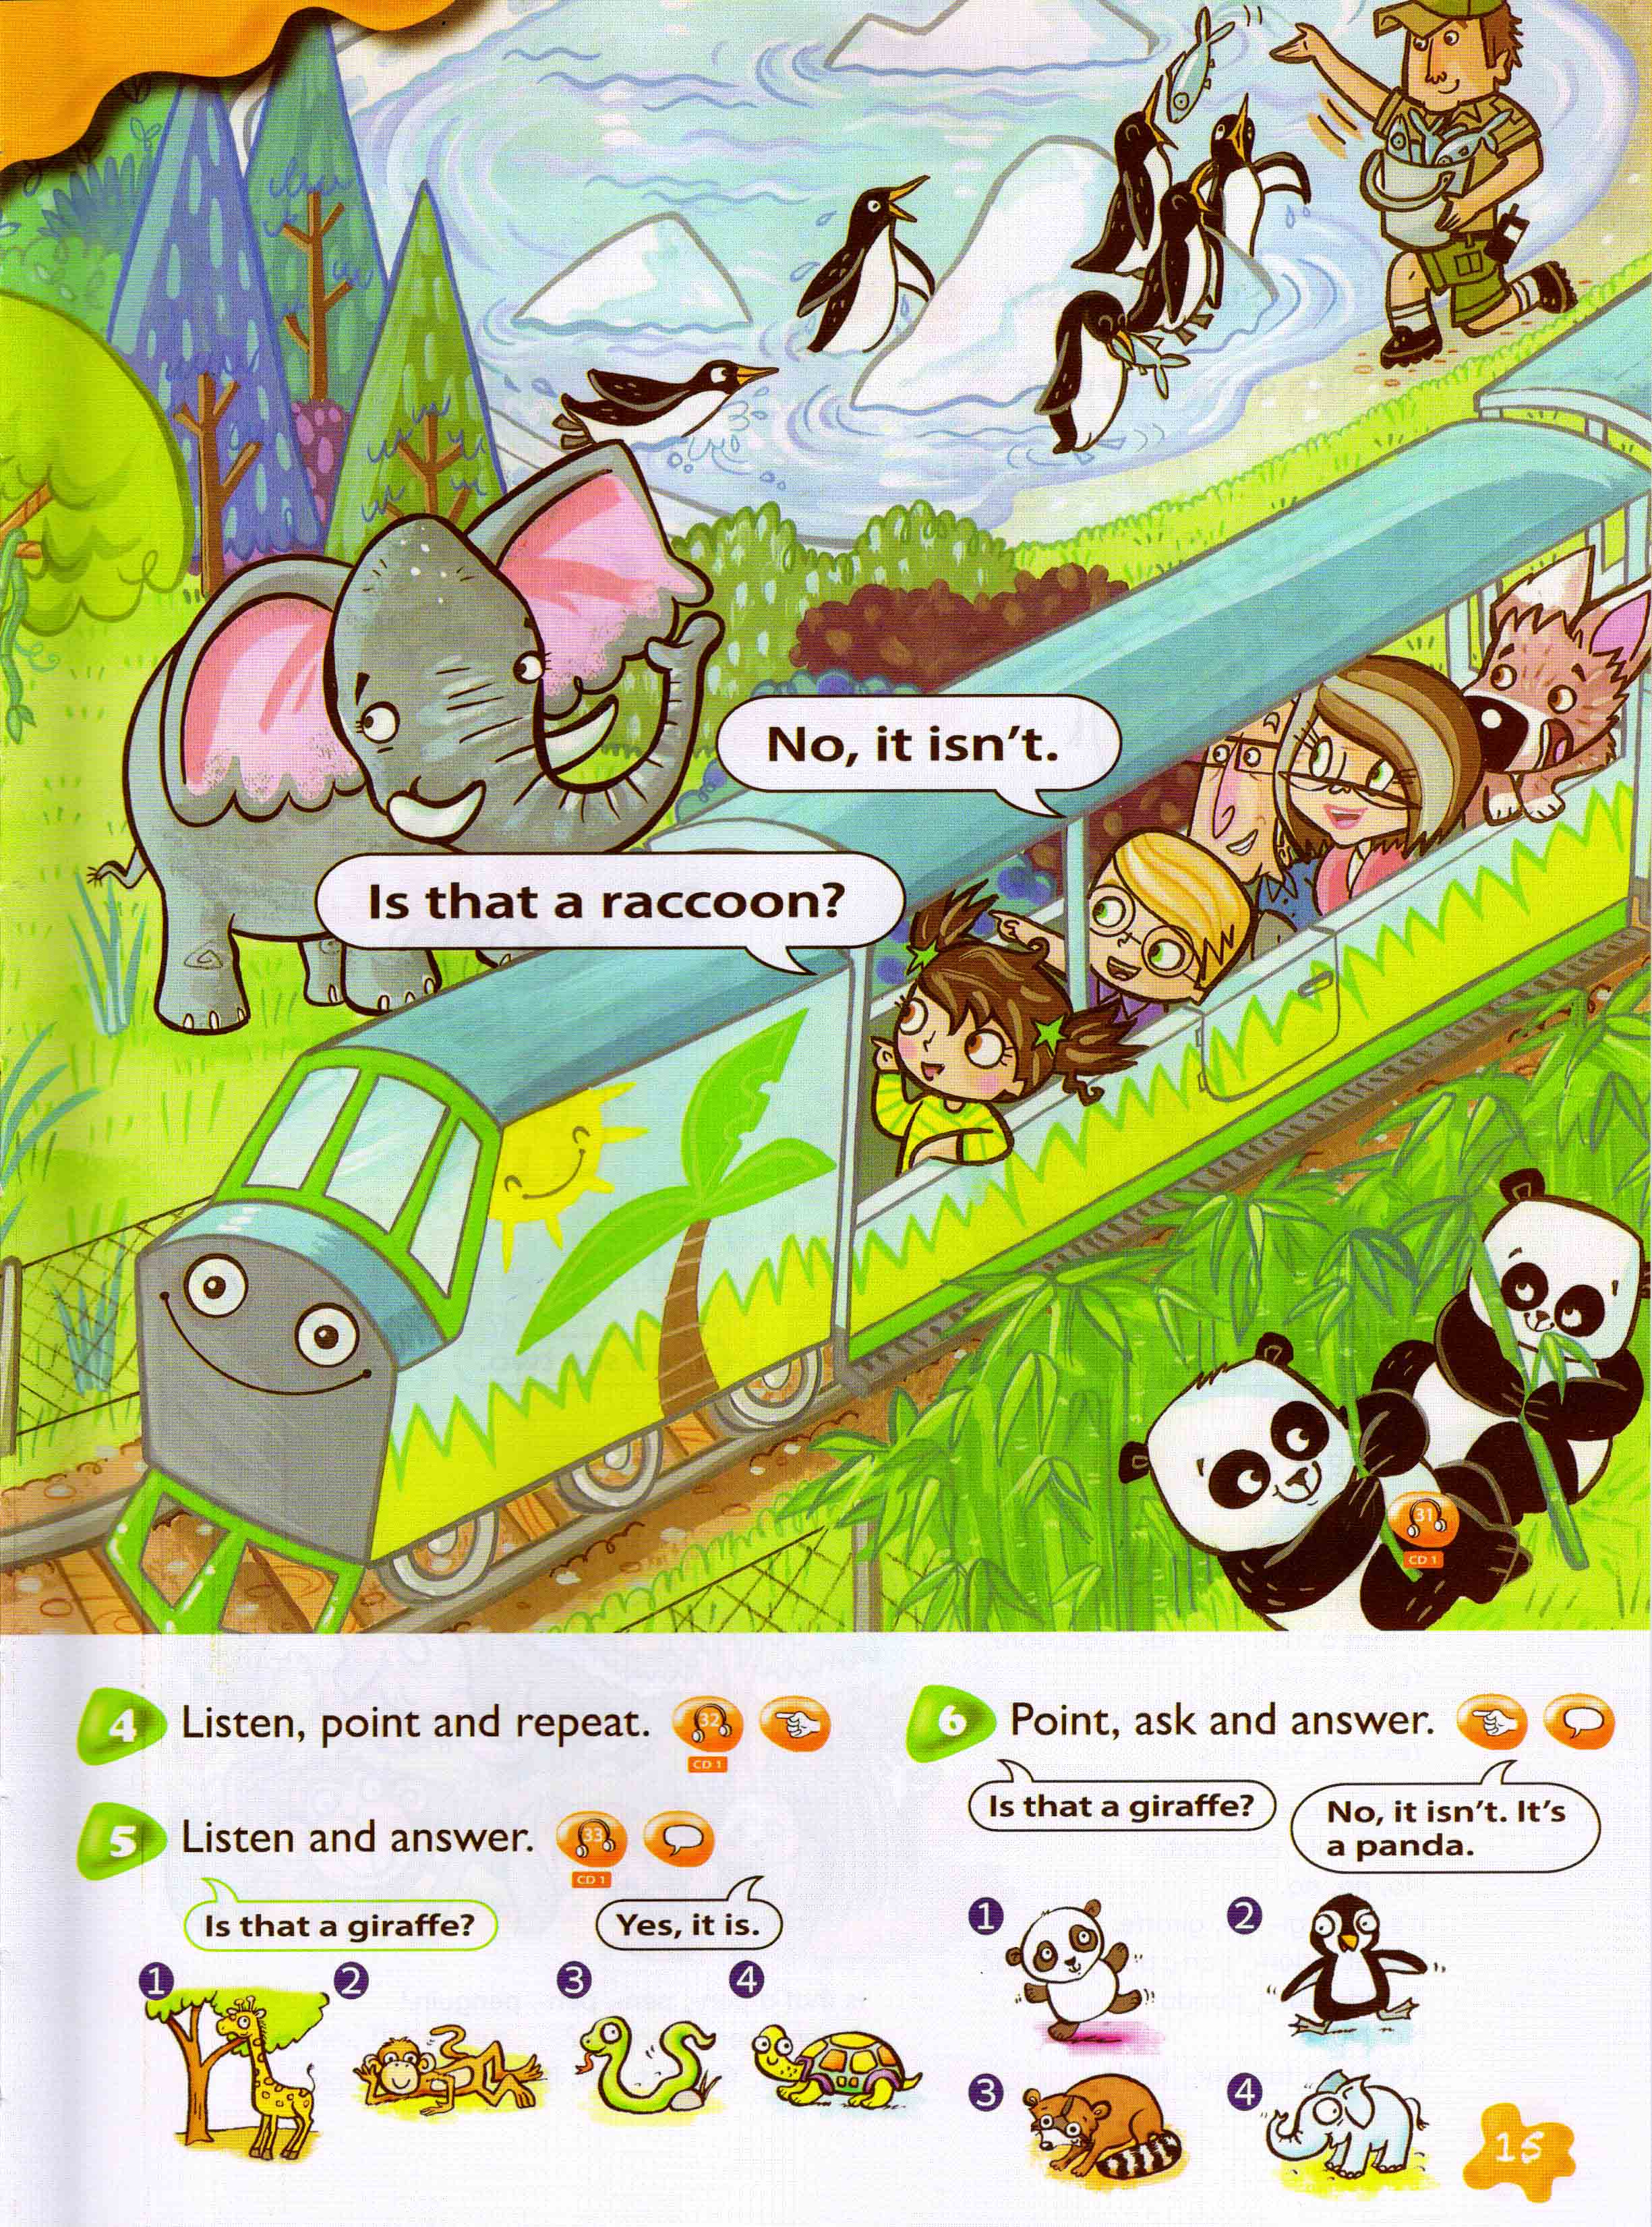 No, it isn't.
Is that a raccoon?
31
CD 1
4 Listen, point and repeat. 32
CD 1
5 Listen and answer. 33
CD 1
Is that a giraffe?
Yes, it is.
1 2 3 4
6 Point, ask and answer.
Is that a giraffe?
No, it isn't. It's
a panda.
1 2
3 4
15